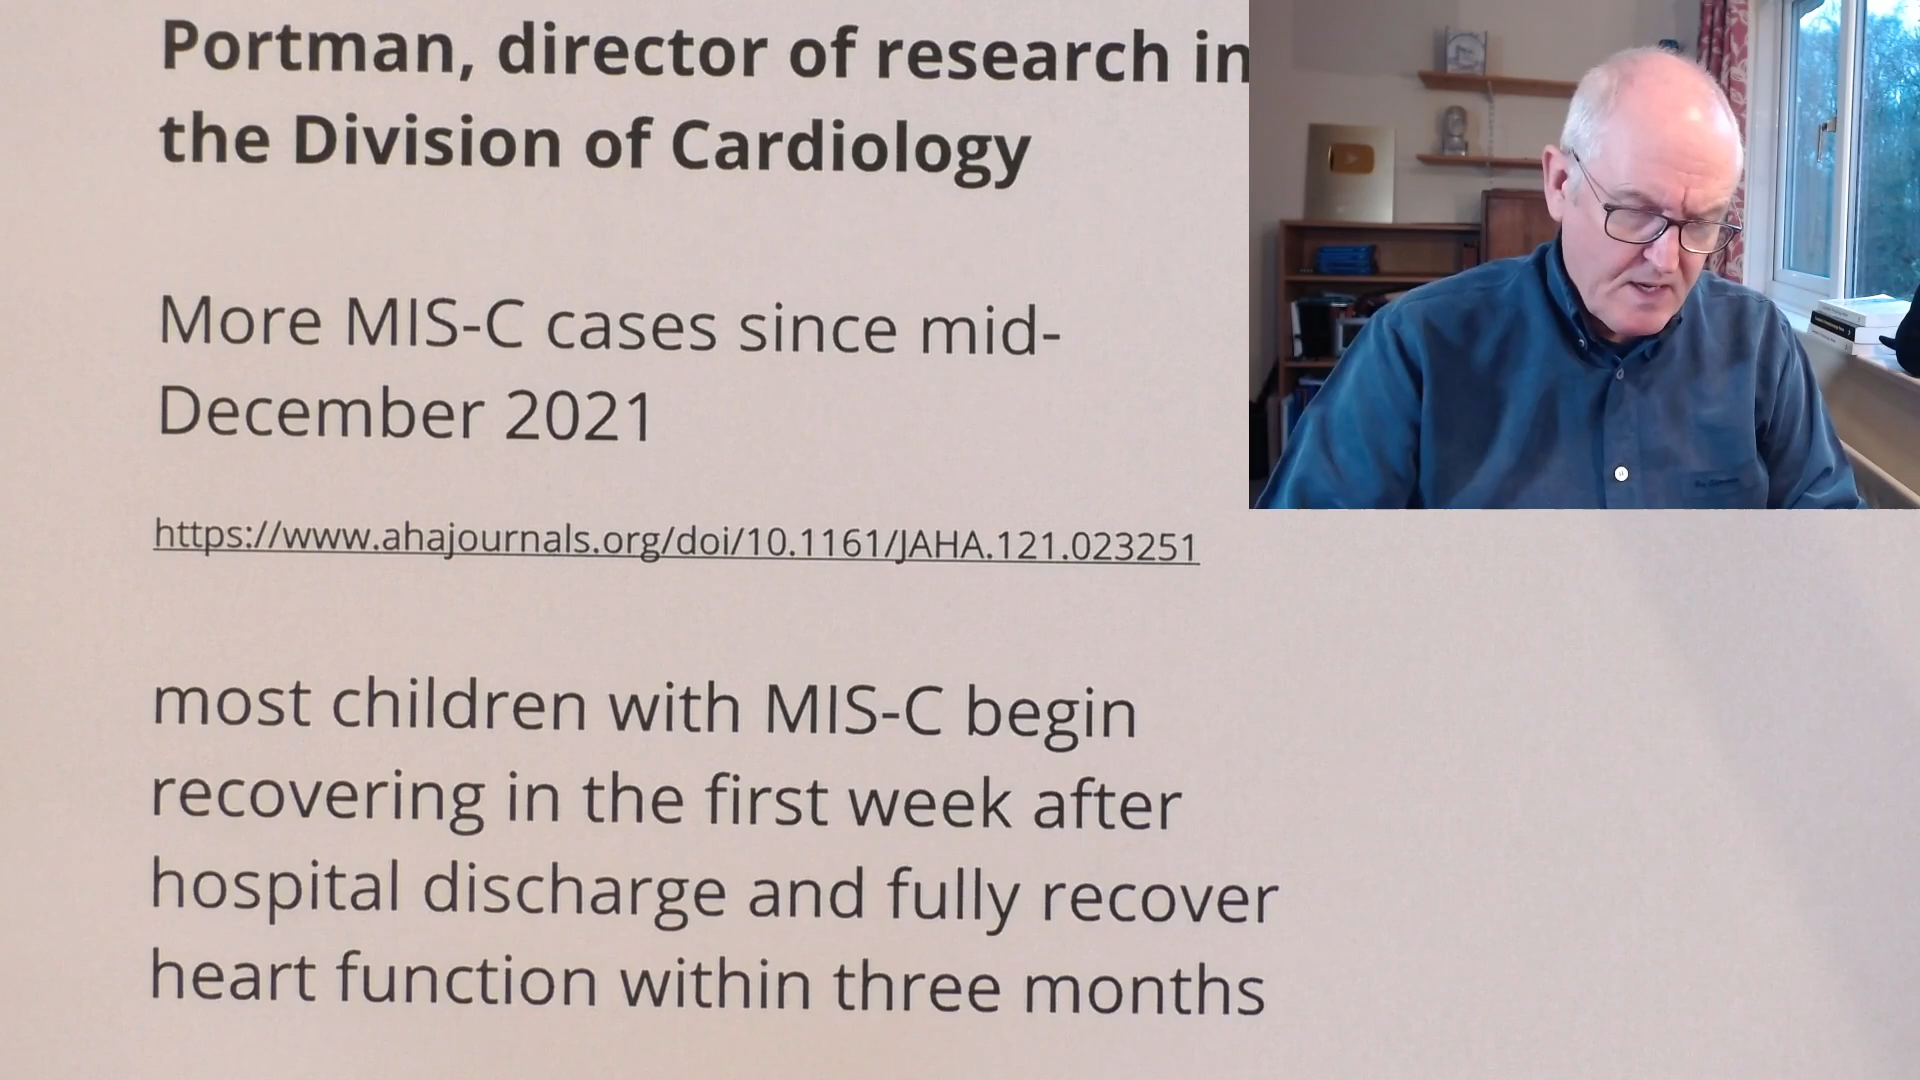 Portman, director of research in
the Division of Cardiology
More MIS-C cases since mid-
December 2021
https://www.ahajournals.org/doi/10.1161/JAHA.121.023251
most children with MIS-C begin
recovering in the first week after
hospital discharge and fully recover
heart function within three months